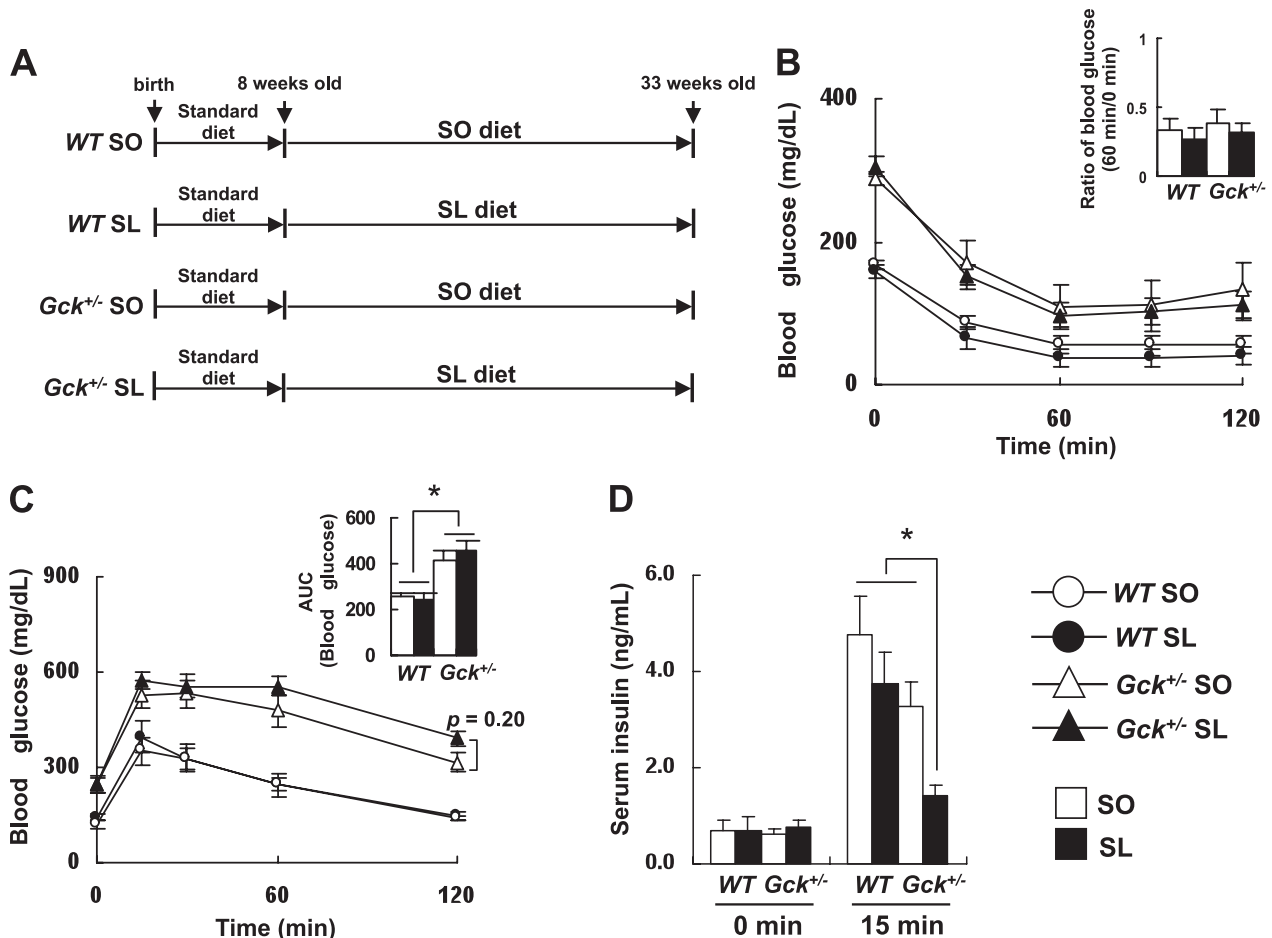 A
birth
8 weeks old
33 weeks old
WT SO
Standard
diet
SO diet
WT SL
Standard
diet
SL diet
Gck+/- SO
Standard
diet
SO diet
Gck+/- SL
Standard
diet
SL diet
B
Blood glucose (mg/dL)
400
200
0
0 60 120
Time (min)
Ratio of blood glucose
(60 min/0 min)
1
0.5
0
WT Gck+/-
C
Blood glucose (mg/dL)
900
600
300
0
0 60 120
Time (min)
p = 0.20
AUC
(Blood glucose)
600
400
200
0
*
WT Gck+/-
D
Serum insulin (ng/mL)
6.0
4.0
2.0
0.0
*
WT Gck+/- WT Gck+/-
0 min 15 min
WT SO
WT SL
Gck+/- SO
Gck+/- SL
SO
SL